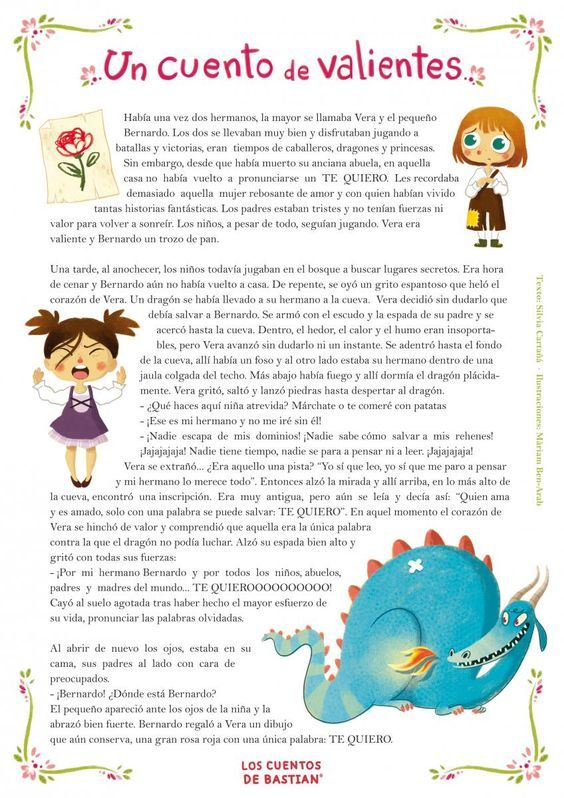 Un cuento de valientes
Había una vez dos hermanos, la mayor se llamaba Vera y el pequeño
Bernardo. Los dos se llevaban muy bien y disfrutaban jugando a
batallas y victorias, eran tiempos de caballeros, dragones y princesas.
Sin embargo, desde que había muerto su anciana abuela, en aquella
casa no había vuelto a pronunciarse un TE QUIERO. Les recordaba
demasiado aquella mujer rebosante de amor y con quien habían vivido
tantas historias fantásticas. Los padres estaban tristes y no tenían fuerzas ni
valor para volver a sonreír. Los niños, a pesar de todo, seguían jugando. Vera era
valiente y Bernardo un trozo de pan.
Una tarde, al anochecer, los niños todavía jugaban en el bosque a buscar lugares secretos. Era hora
de cenar y Bernardo aún no había vuelto a casa. De repente, se oyó un grito espantoso que heló el
corazón de Vera. Un dragón se había llevado a su hermano a la cueva. Vera decidió sin dudarlo que
debía salvar a Bernardo. Se armó con el escudo y la espada de su padre y se
acercó hasta la cueva. Dentro, el hedor, el calor y el humo eran insoporta-
bles, pero Vera avanzó sin dudarlo ni un instante. Se adentró hasta el fondo
de la cueva, allí había un foso y al otro lado estaba su hermano dentro de una
jaula colgada del techo. Más abajo había fuego y allí dormía el dragón plácida-
mente. Vera gritó, saltó y lanzó piedras hasta despertar al dragón.
- ¿Qué haces aquí niña atrevida? Márchate o te comeré con patatas
- ¡Ese es mi hermano y no me iré sin él!
- ¡Nadie escapa de mis dominios! ¡Nadie sabe cómo salvar a mis rehenes!
¡Jajajajaja! Nadie tiene tiempo, nadie se para a pensar ni a leer. ¡Jajajajaja!
Vera se extrañó... ¿Era aquello una pista? “Yo sí que leo, yo sí que me paro a pensar
y mi hermano lo merece todo”. Entonces alzó la mirada y allí arriba, en lo más alto de
la cueva, encontró una inscripción. Era muy antigua, pero aún se leía y decía así: “Quien ama
y es amado, solo con una palabra se puede salvar: TE QUIERO”. En aquel momento el corazón de
Vera se hinchó de valor y comprendió que aquella era la única palabra
contra la que el dragón no podía luchar. Alzó su espada bien alto y
gritó con todas sus fuerzas:
- ¡Por mi hermano Bernardo y por todos los niños, abuelos,
padres y madres del mundo... TE QUIEROOOOOOOOOO!
Cayó al suelo agotada tras haber hecho el mayor esfuerzo de
su vida, pronunciar las palabras olvidadas.
Al abrir de nuevo los ojos, estaba en su
cama, sus padres al lado con cara de
preocupados.
- ¡Bernardo! ¿Dónde está Bernardo?
El pequeño apareció ante los ojos de la niña y la
abrazó bien fuerte. Bernardo regaló a Vera un dibujo
que aún conserva, una gran rosa roja con una única palabra: TE QUIERO.
Texto: Silvia Cartañá · Ilustraciones: Màriam Ben-Arab
LOS CUENTOS
DE BASTIAN®